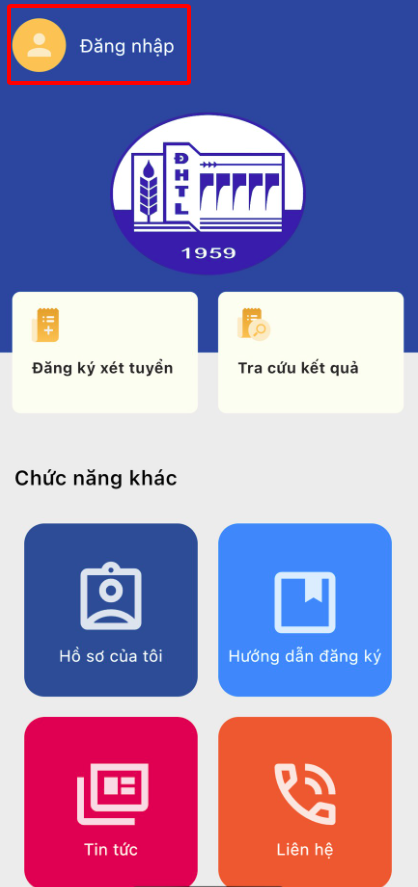 Đăng nhập
ĐHTL
1959
Đăng ký xét tuyển
Tra cứu kết quả
Chức năng khác
Hồ sơ của tôi
Hướng dẫn đăng ký
Tin tức
Liên hệ